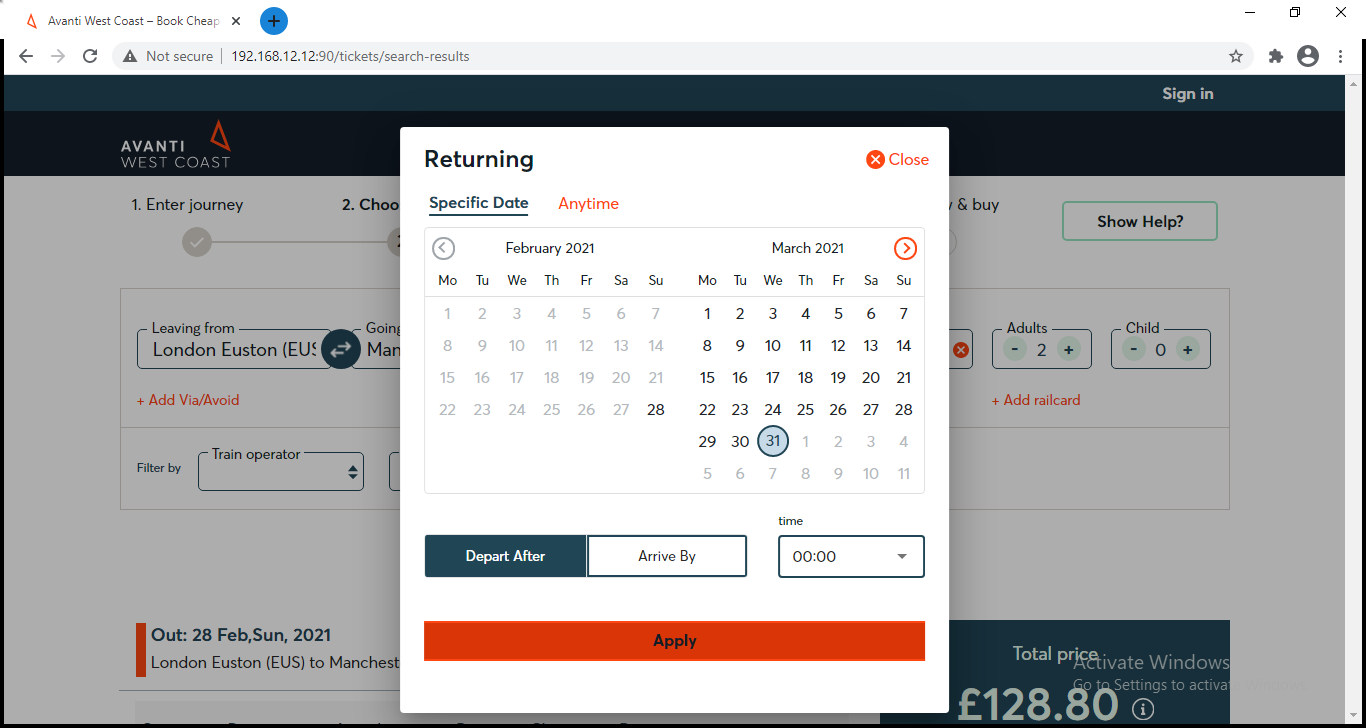 Avanti West Coast – Book Cheap
Not secure
192.168.12.12:90/tickets/search-results
Sign in
AVANTI
WEST COAST
Returning
Close
1. Enter journey
2. Choo
& buy
Show Help?
Specific Date
Anytime
February 2021
March 2021
Mo Tu We Th Fr Sa Su
Mo Tu We Th Fr Sa Su
1 2 3 4 5 6 7
1 2 3 4 5 6 7
8 9 10 11 12 13 14
8 9 10 11 12 13 14
15 16 17 18 19 20 21
15 16 17 18 19 20 21
22 23 24 25 26 27 28
22 23 24 25 26 27 28
29 30 31 1 2 3 4
5 6 7 8 9 10 11
Leaving from
London Euston (EUS
Going
Man
Adults
- 2 +
Child
- 0 +
+ Add Via/Avoid
+ Add railcard
Filter by
Train operator
time
Depart After
Arrive By
00:00
Apply
Out: 28 Feb,Sun, 2021
London Euston (EUS) to Manchest
Total price
£128.80
Activate Windows
Go to Settings to activate Windows.